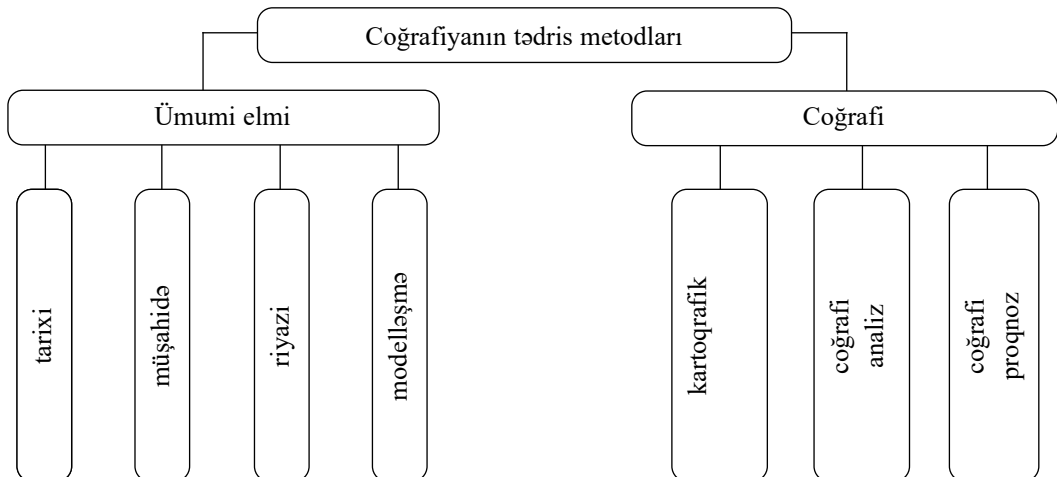 Coğrafiyanın tədris metodları
Ümumi elmi
Coğrafi
tarixi
müşahidə
riyazi
modelləşmə
kartoqrafik
coğrafi
analiz
coğrafi
proqnoz